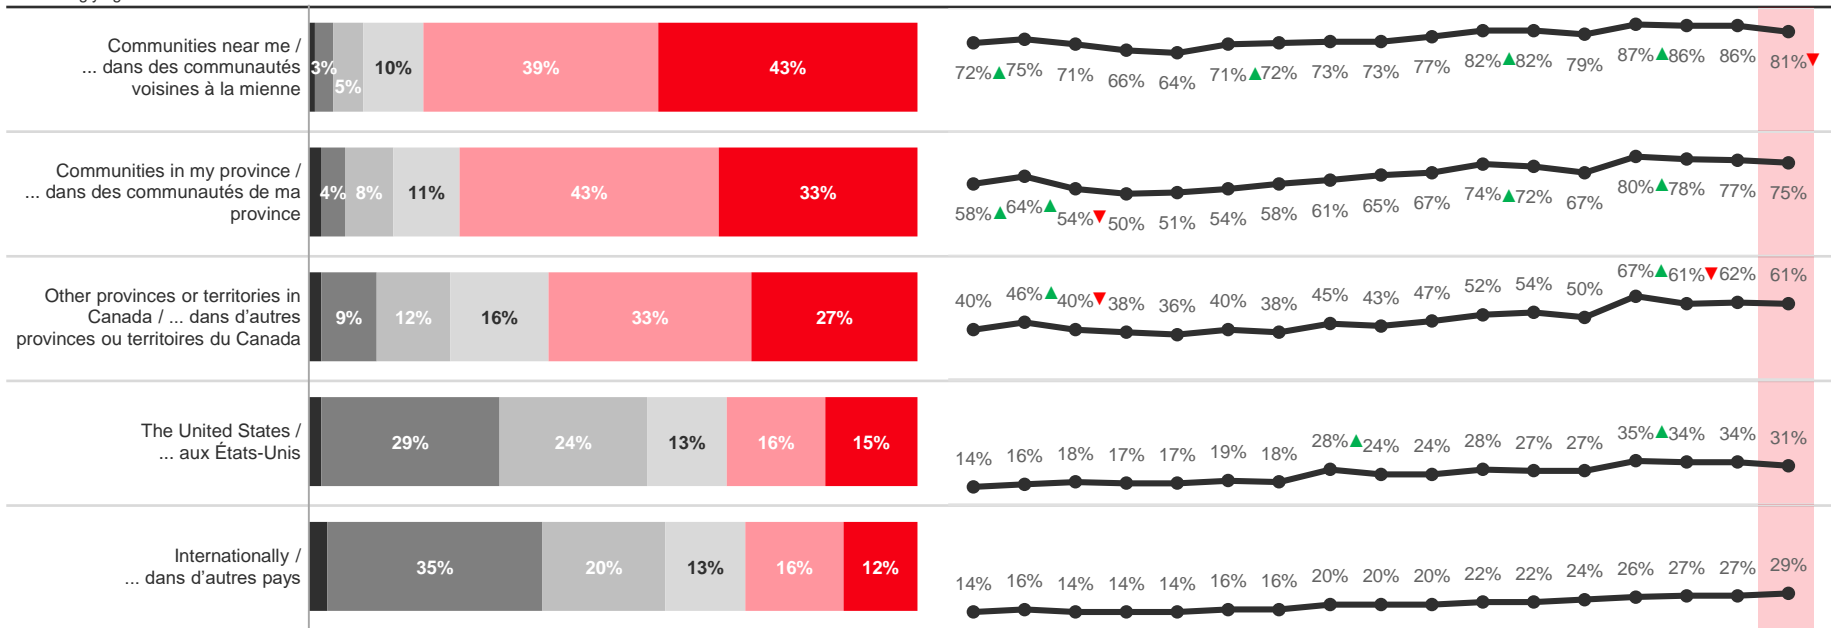 Communities near me /
... dans des communautés
voisines à la mienne
3% 5% 10% 39% 43%
72% 75% 71% 66% 64% 71% 72% 73% 73% 77% 82% 82% 79% 87% 86% 86% 81%
Communities in my province /
... dans des communautés de ma
province
4% 8% 11% 43% 33%
58% 64% 54% 50% 51% 54% 58% 61% 65% 67% 74% 72% 67% 80% 78% 77% 75%
Other provinces or territories in
Canada / ... dans d'autres
provinces ou territoires du Canada
9% 12% 16% 33% 27%
40% 46% 40% 38% 36% 40% 38% 45% 43% 47% 52% 54% 50% 67% 61% 62% 61%
The United States /
... aux États-Unis
29% 24% 13% 16% 15%
14% 16% 18% 17% 17% 19% 18% 28% 24% 24% 28% 27% 27% 35% 34% 34% 31%
Internationally /
... dans d'autres pays
35% 20% 13% 16% 12%
14% 16% 14% 14% 14% 16% 16% 20% 20% 20% 22% 22% 24% 26% 27% 27% 29%